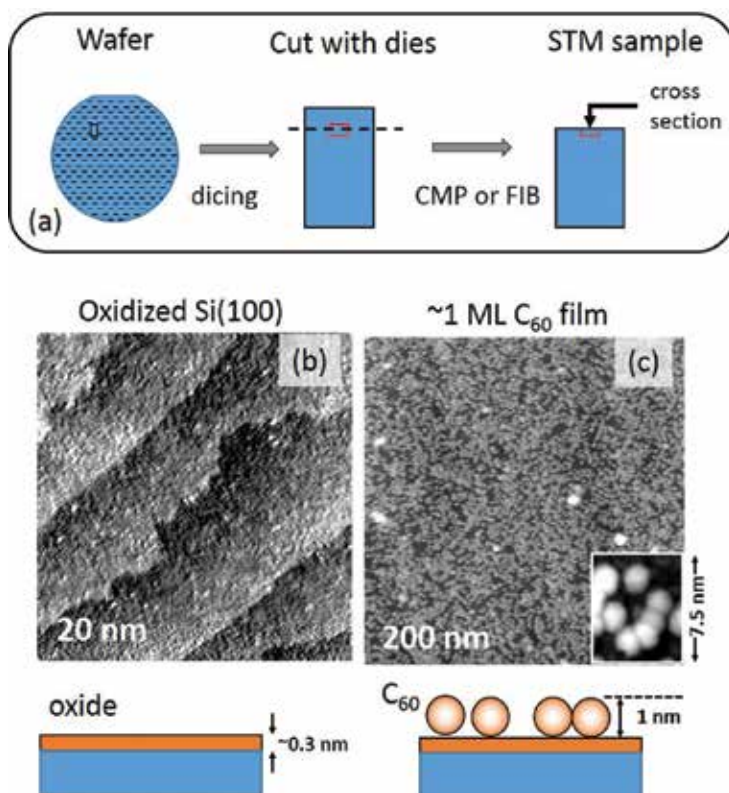 Wafer
Cut with dies
STM sample
cross
section
dicing
CMP or FIB
(a)
Oxidized Si(100)
~1 ML C₆₀ film
(b)
(c)
20 nm
200 nm
7.5 nm
oxide
~0.3 nm
C₆₀
1 nm